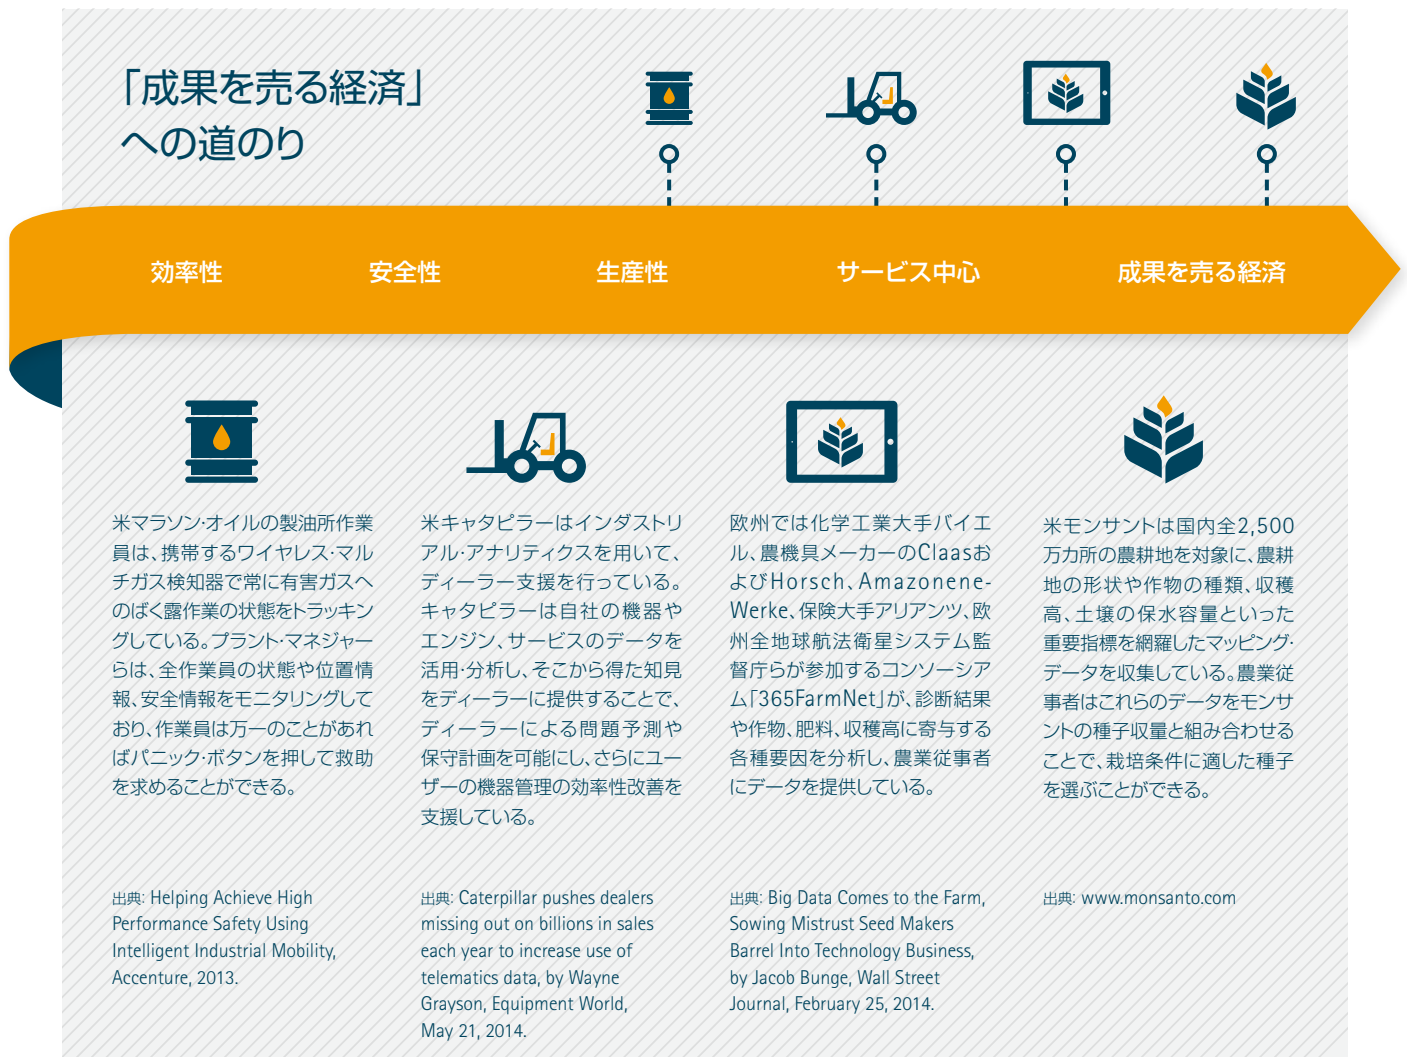 「成果を売る経済」
への道のり
効率性
安全性
生産性
サービス中心
成果を売る経済
米マラソン・オイルの製油所作業
員は、携帯するワイヤレス・マル
チガス検知器で常に有害ガスへ
のばく露作業の状態をトラッキン
グしている。プラント・マネジャー
らは、全作業員の状態や位置情
報、安全情報をモニタリングして
おり、作業員は万一のことがあれ
ばパニック・ボタンを押して救助
を求めることができる。
出典: Helping Achieve High
Performance Safety Using
Intelligent Industrial Mobility,
Accenture, 2013.
米キャタピラーはインダストリ
アル・アナリティクスを用いて、
ディーラー支援を行っている。
キャタピラーは自社の機器や
エンジン、サービスのデータを
活用・分析し、そこから得た知見
をディーラーに提供することで、
ディーラーによる問題予測や
保守計画を可能にし、さらにユー
ザーの機器管理の効率性改善を
支援している。
出典: Caterpillar pushes dealers
missing out on billions in sales
each year to increase use of
telematics data, by Wayne
Grayson, Equipment World,
May 21, 2014.
欧州では化学工業大手バイエ
ル、農機具メーカーのClaasお
よびHorsch、Amazonene-
Werke、保険大手アリアンツ、欧
州全地球航法衛星システム監
督庁らが参加するコンソーシア
ム「365FarmNet」が、診断結果
や作物、肥料、収穫高に寄与する
各種要因を分析し、農業従事者
にデータを提供している。
出典: Big Data Comes to the Farm,
Sowing Mistrust Seed Makers
Barrel Into Technology Business,
by Jacob Bunge, Wall Street
Journal, February 25, 2014.
米モンサントは国内全2,500
万カ所の農耕地を対象に、農耕
地の形状や作物の種類、収穫
高、土壌の保水容量といった
重要指標を網羅したマッピング・
データを収集している。農業従
事者はこれらのデータをモンサ
ントの種子収量と組み合わせる
ことで、栽培条件に適した種子
を選ぶことができる。
出典: www.monsanto.com